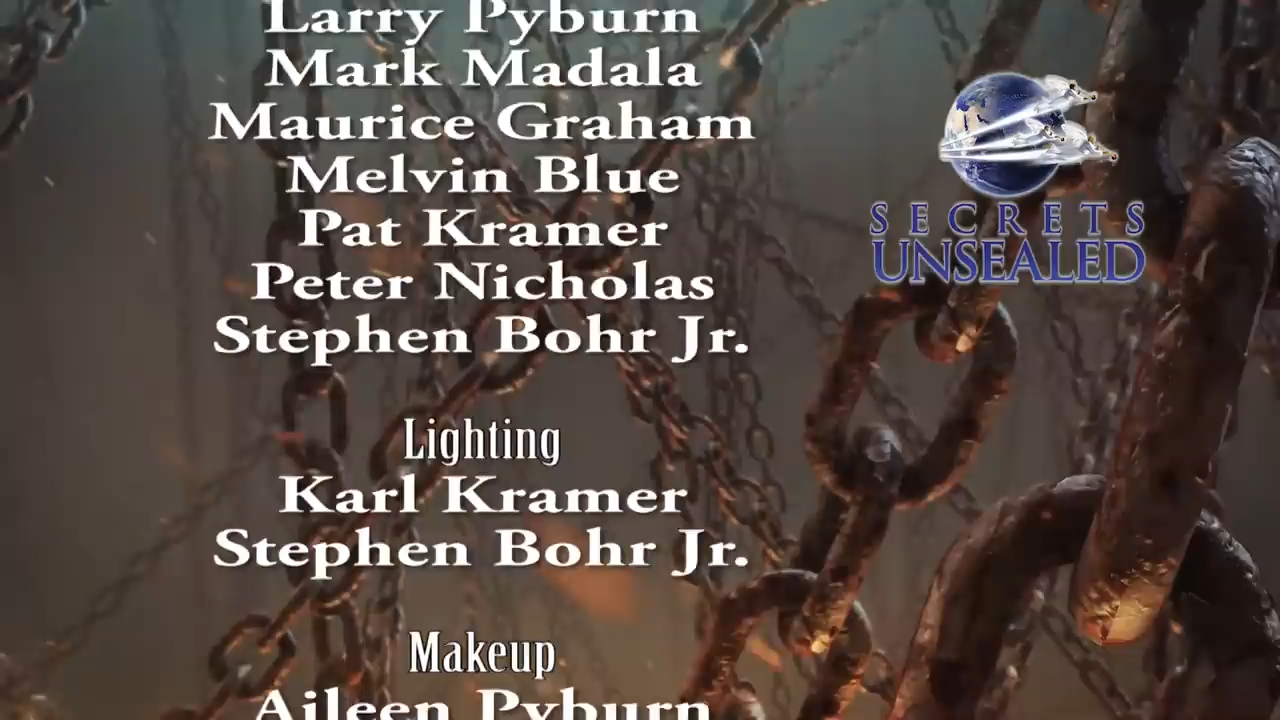 Larry Pyburn
Mark Madala
Maurice Graham
Melvin Blue
Pat Kramer
Peter Nicholas
Stephen Bohr Jr.
Lighting
Karl Kramer
Stephen Bohr Jr.
Makeup
Aileen Pyburn
SECRETS
UNSEALED